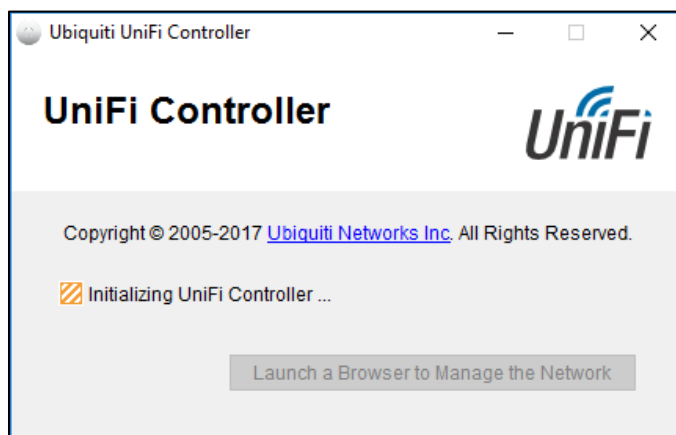 Ubiquiti UniFi Controller
UniFi Controller
UniFi
Copyright © 2005-2017 Ubiquiti Networks Inc. All Rights Reserved.
Initializing UniFi Controller ...
Launch a Browser to Manage the Network